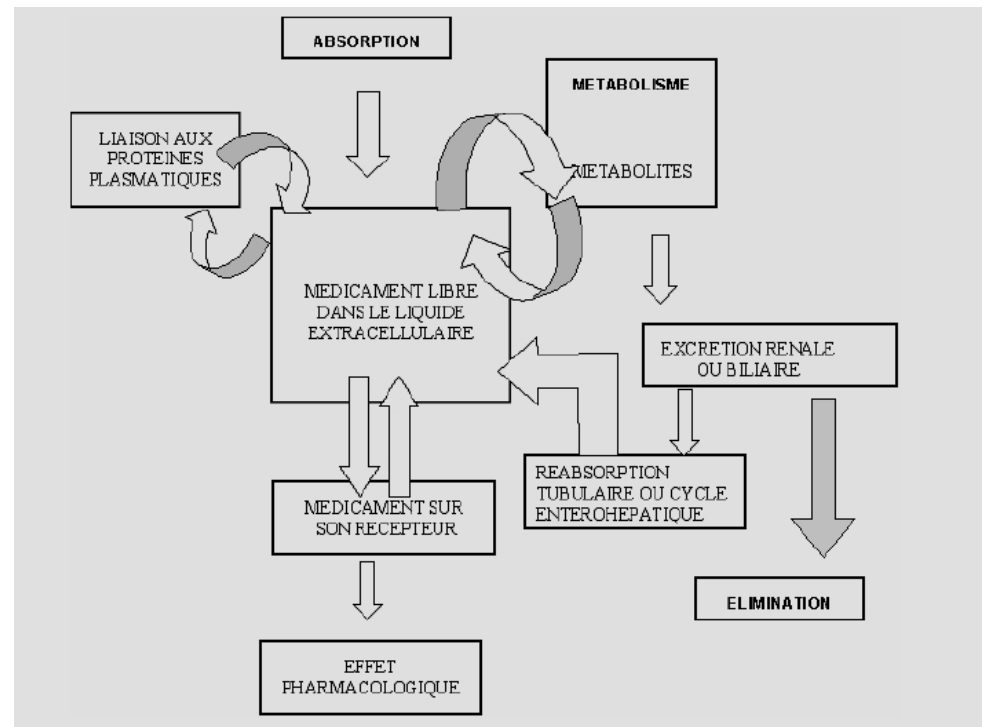 ABSORPTION
METABOLISME
METABOLITES
LIAISON AUX
PROTEINES
PLASMATIQUES
MEDICAMENT LIBRE
DANS LE LIQUIDE
EXTRACELLULAIRE
EXCRETION RENALE
OU BILIAIRE
REABSORPTION
TUBULAIRE OU CYCLE
ENTEROHEPATIQUE
MEDICAMENT SUR
SON RECEPTEUR
ELIMINATION
EFFET
PHARMACOLOGIQUE